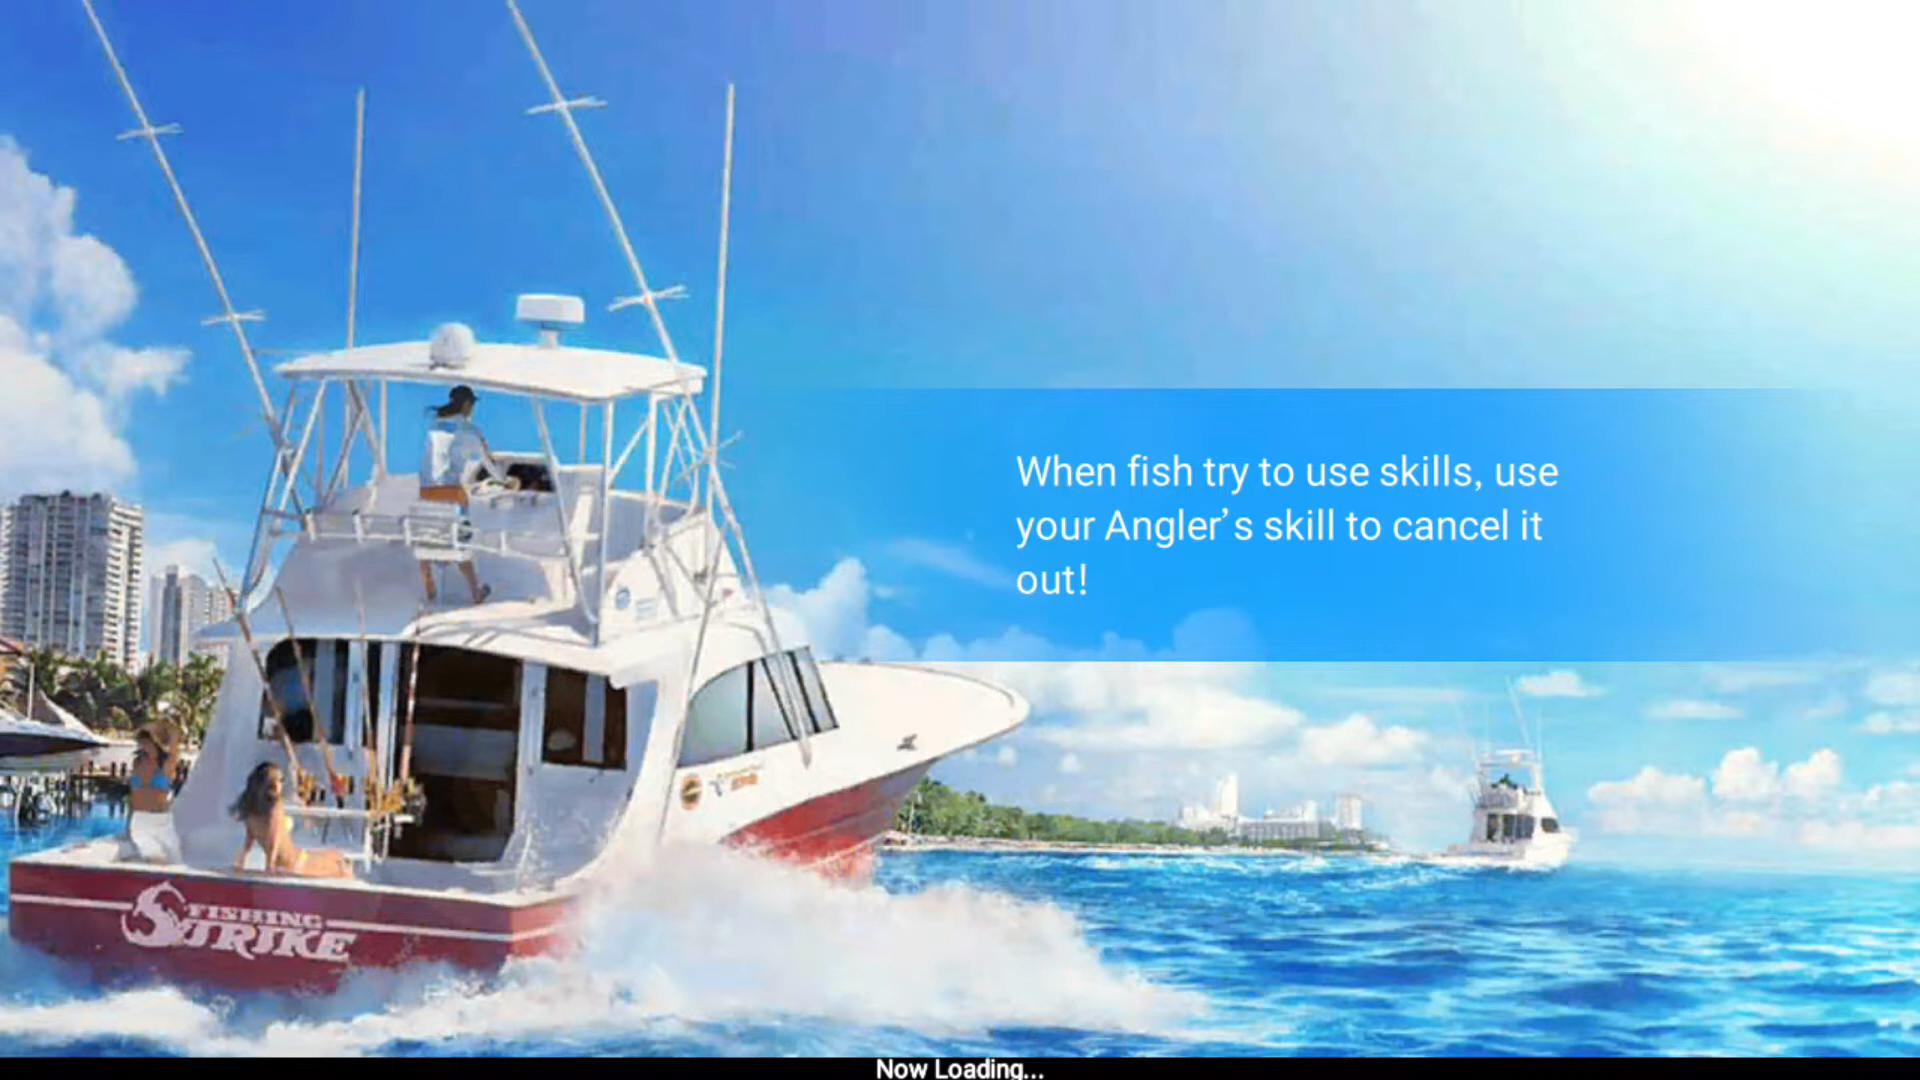 When fish try to use skills, use
your Angler's skill to cancel it
out!
FISHING
STRIKE
Now Loading...